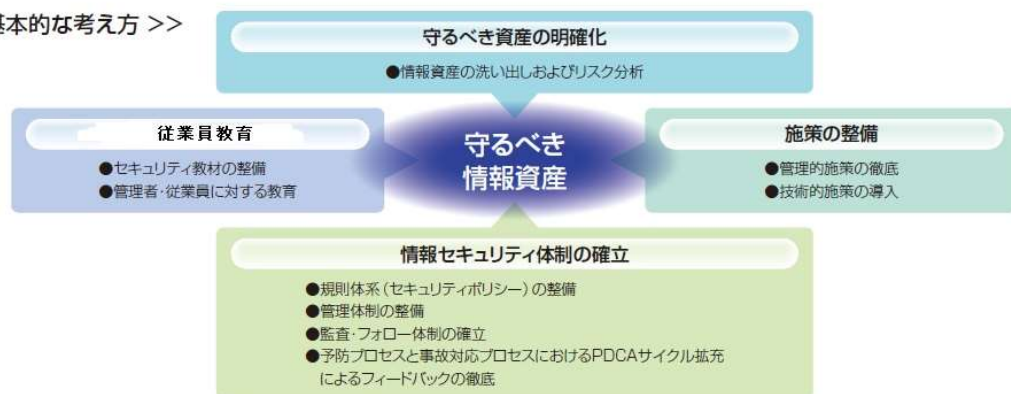 基本的な考え方 >>
守るべき資産の明確化
●情報資産の洗い出しおよびリスク分析
従業員教育
●セキュリティ教材の整備
●管理者・従業員に対する教育
守るべき
情報資産
施策の整備
●管理的施策の徹底
●技術的施策の導入
情報セキュリティ体制の確立
●規則体系(セキュリティポリシー)の整備
●管理体制の整備
●監査・フォロー体制の確立
●予防プロセスと事故対応プロセスにおけるPDCAサイクル拡充
によるフィードバックの徹底